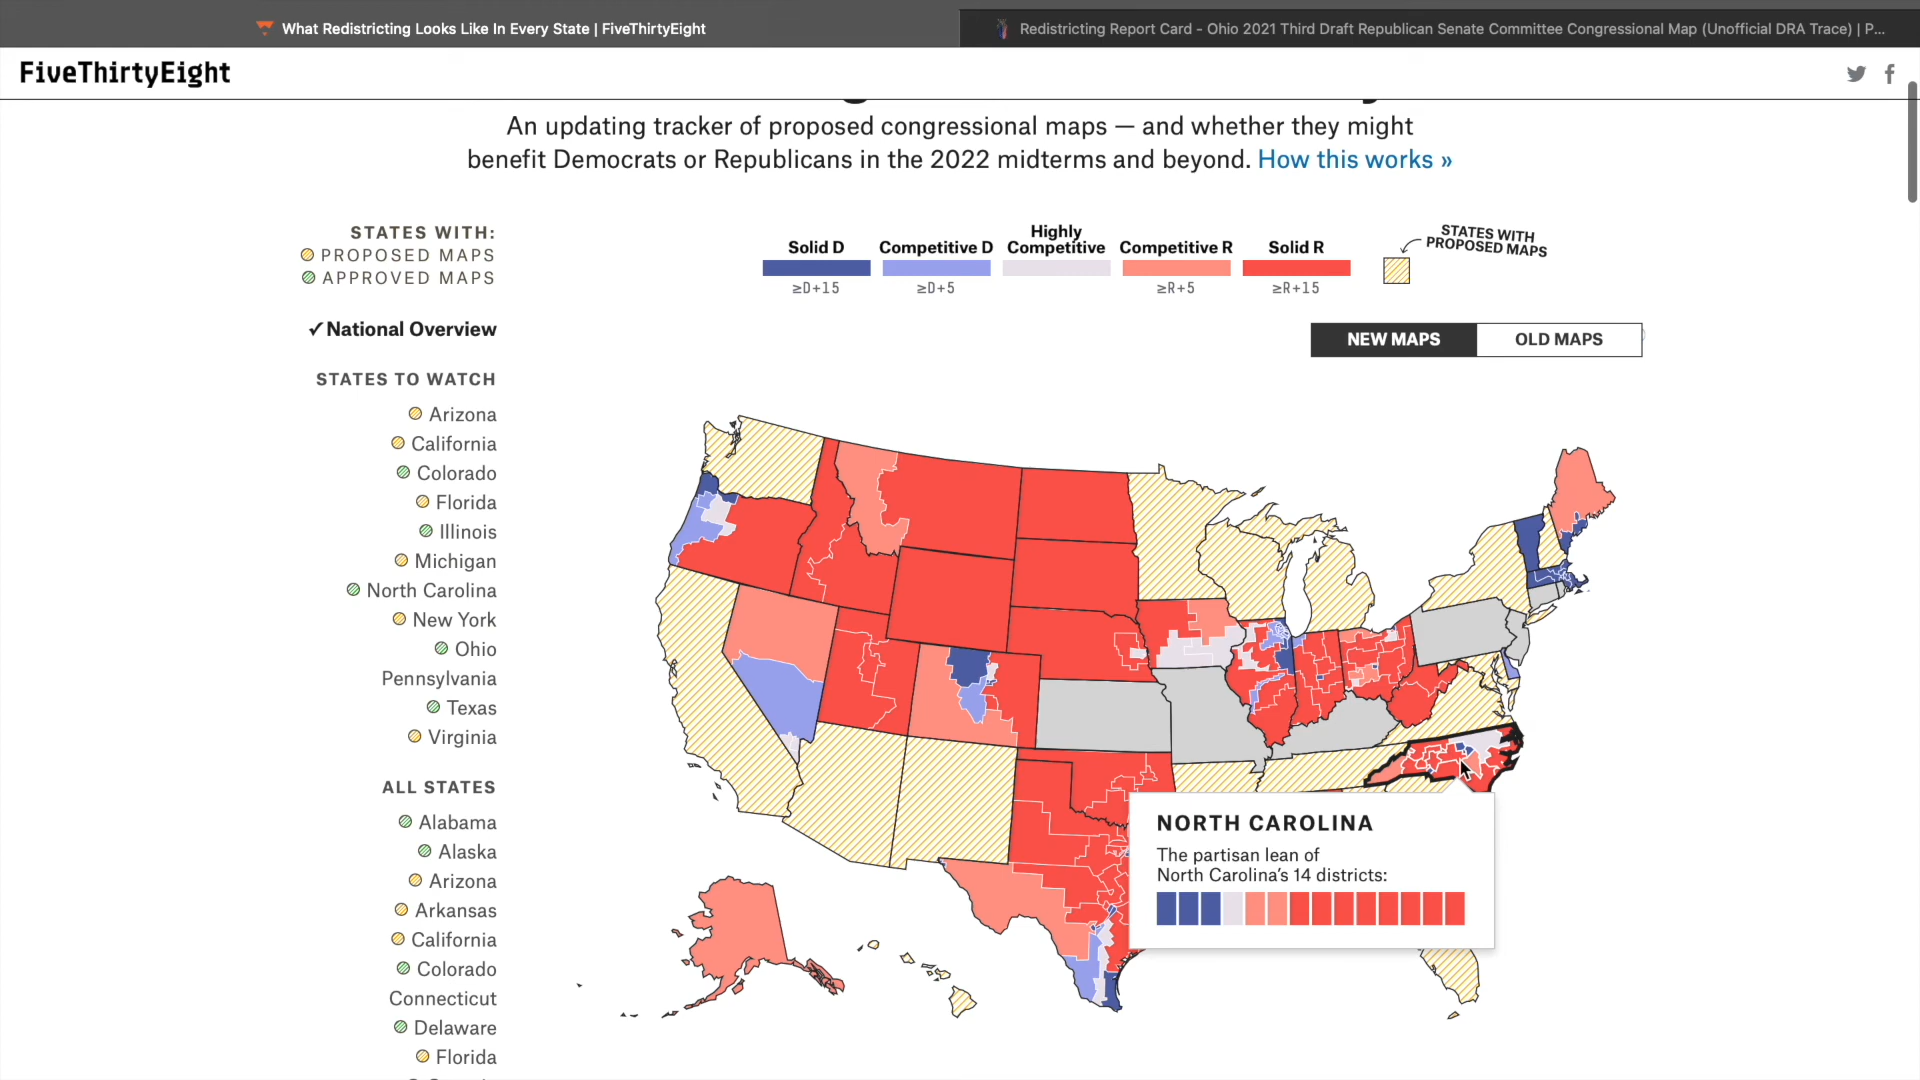 What Redistricting Looks Like In Every State | FiveThirtyEight
Redistricting Report Card - Ohio 2021 Third Draft Republican Senate Committee Congressional Map (Unofficial DRA Trace) | P...
FiveThirtyEight
An updating tracker of proposed congressional maps — and whether they might
benefit Democrats or Republicans in the 2022 midterms and beyond. How this works »
STATES WITH:
PROPOSED MAPS
APPROVED MAPS
Solid D
≥D+15
Competitive D
≥D+5
Highly
Competitive
Competitive R
≥R+5
Solid R
≥R+15
STATES WITH
PROPOSED MAPS
✓ National Overview
NEW MAPS
OLD MAPS
STATES TO WATCH
Arizona
California
Colorado
Florida
Illinois
Michigan
North Carolina
New York
Ohio
Pennsylvania
Texas
Virginia
ALL STATES
Alabama
Alaska
Arizona
Arkansas
California
Colorado
Connecticut
Delaware
Florida
NORTH CAROLINA
The partisan lean of
North Carolina's 14 districts: